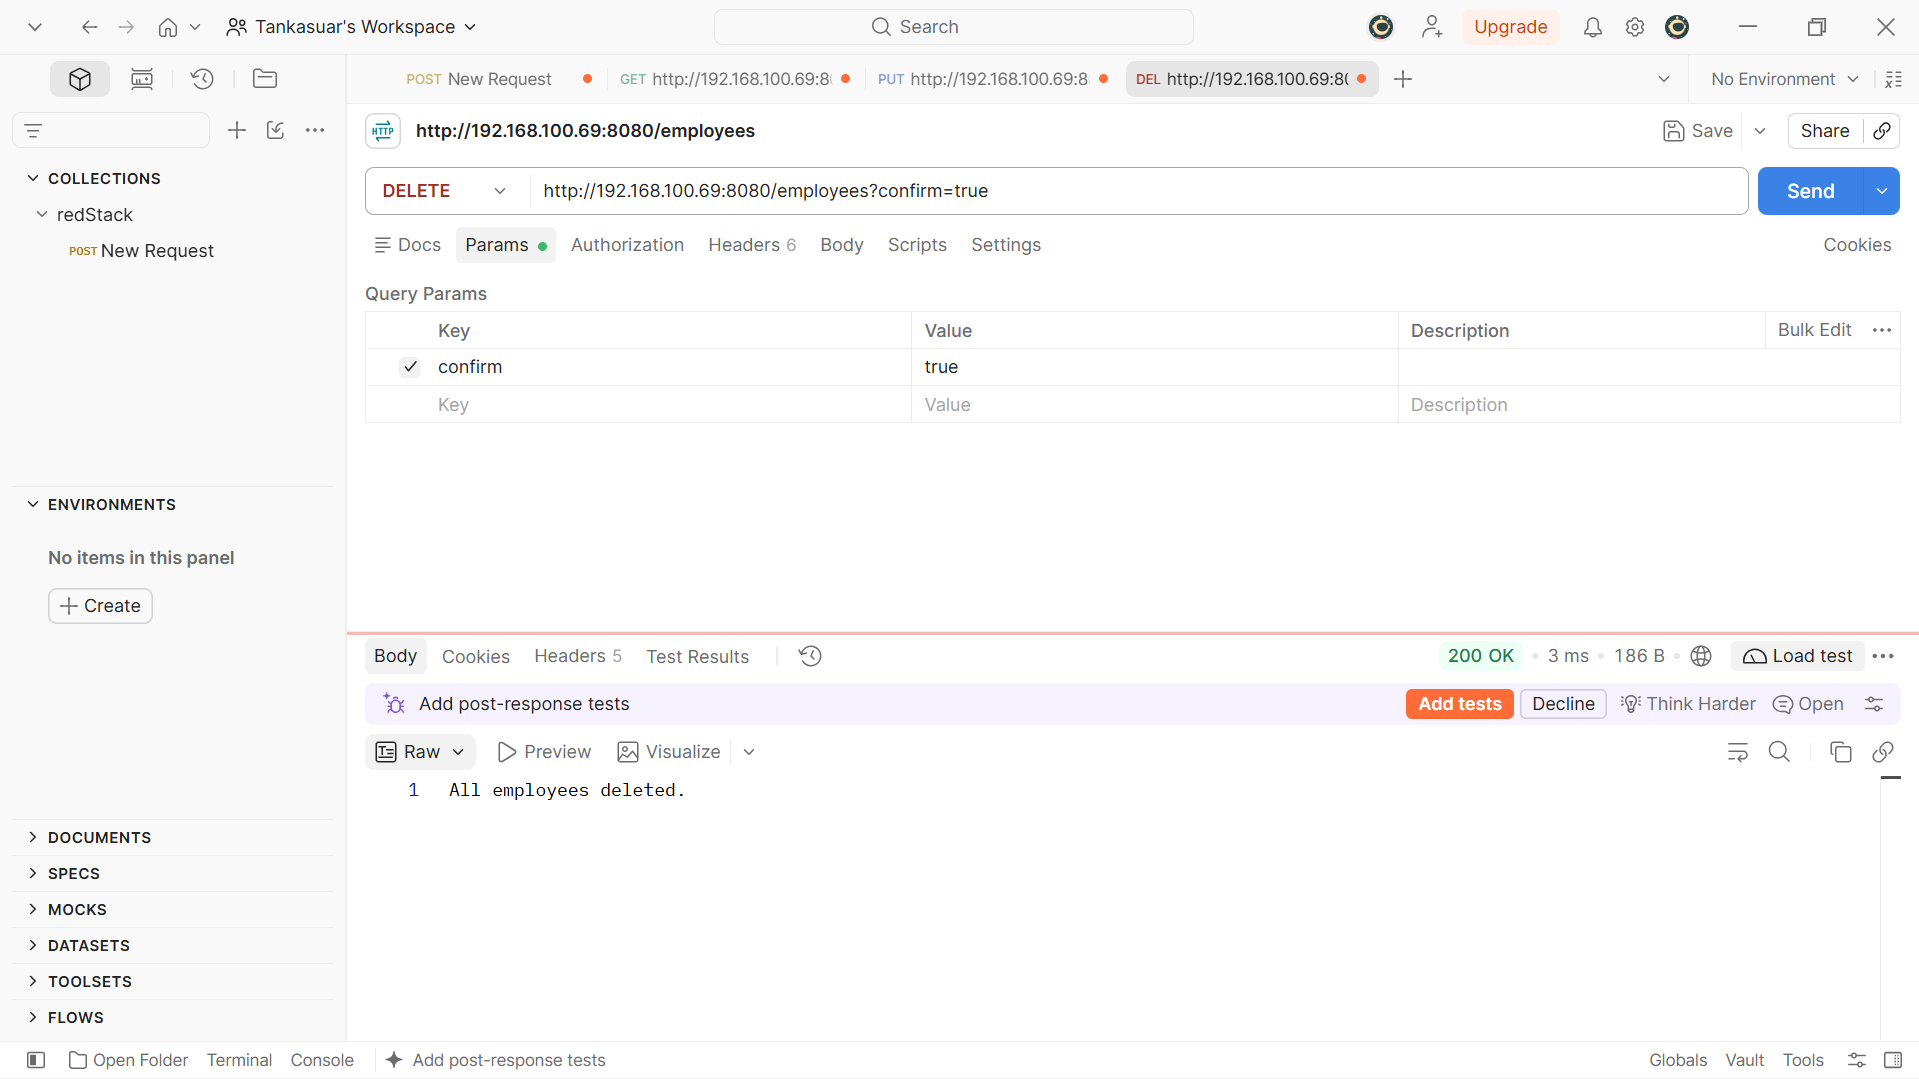 Tankasuar's Workspace
Search
Upgrade
POST New Request
GET http://192.168.100.69:8
PUT http://192.168.100.69:8
DEL http://192.168.100.69:80
No Environment
http://192.168.100.69:8080/employees
Save
Share
COLLECTIONS
redStack
POST New Request
DELETE
http://192.168.100.69:8080/employees?confirm=true
Send
Docs
Params
Authorization
Headers 6
Body
Scripts
Settings
Cookies
Query Params
Key
Value
Description
Bulk Edit
confirm
true
Key
Value
Description
ENVIRONMENTS
No items in this panel
Create
Body
Cookies
Headers 5
Test Results
200 OK
3 ms
186 B
Load test
Add post-response tests
Add tests
Decline
Think Harder
Open
Raw
Preview
Visualize
1 All employees deleted.
DOCUMENTS
SPECS
MOCKS
DATASETS
TOOLSETS
FLOWS
Open Folder
Terminal
Console
Add post-response tests
Globals
Vault
Tools